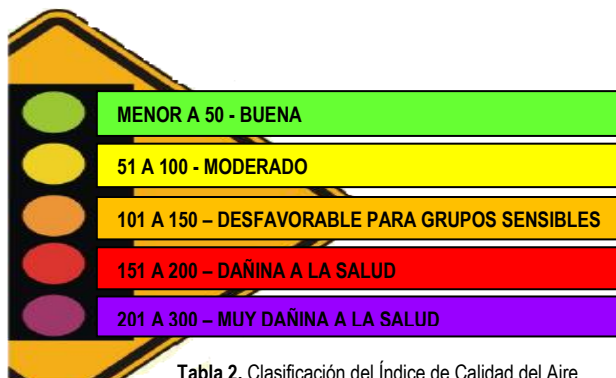 MENOR A 50 - BUENA
51 A 100 - MODERADO
101 A 150 – DESFAVORABLE PARA GRUPOS SENSIBLES
151 A 200 – DAÑINA A LA SALUD
201 A 300 – MUY DAÑINA A LA SALUD
Tabla 2. Clasificación del Índice de Calidad del Aire